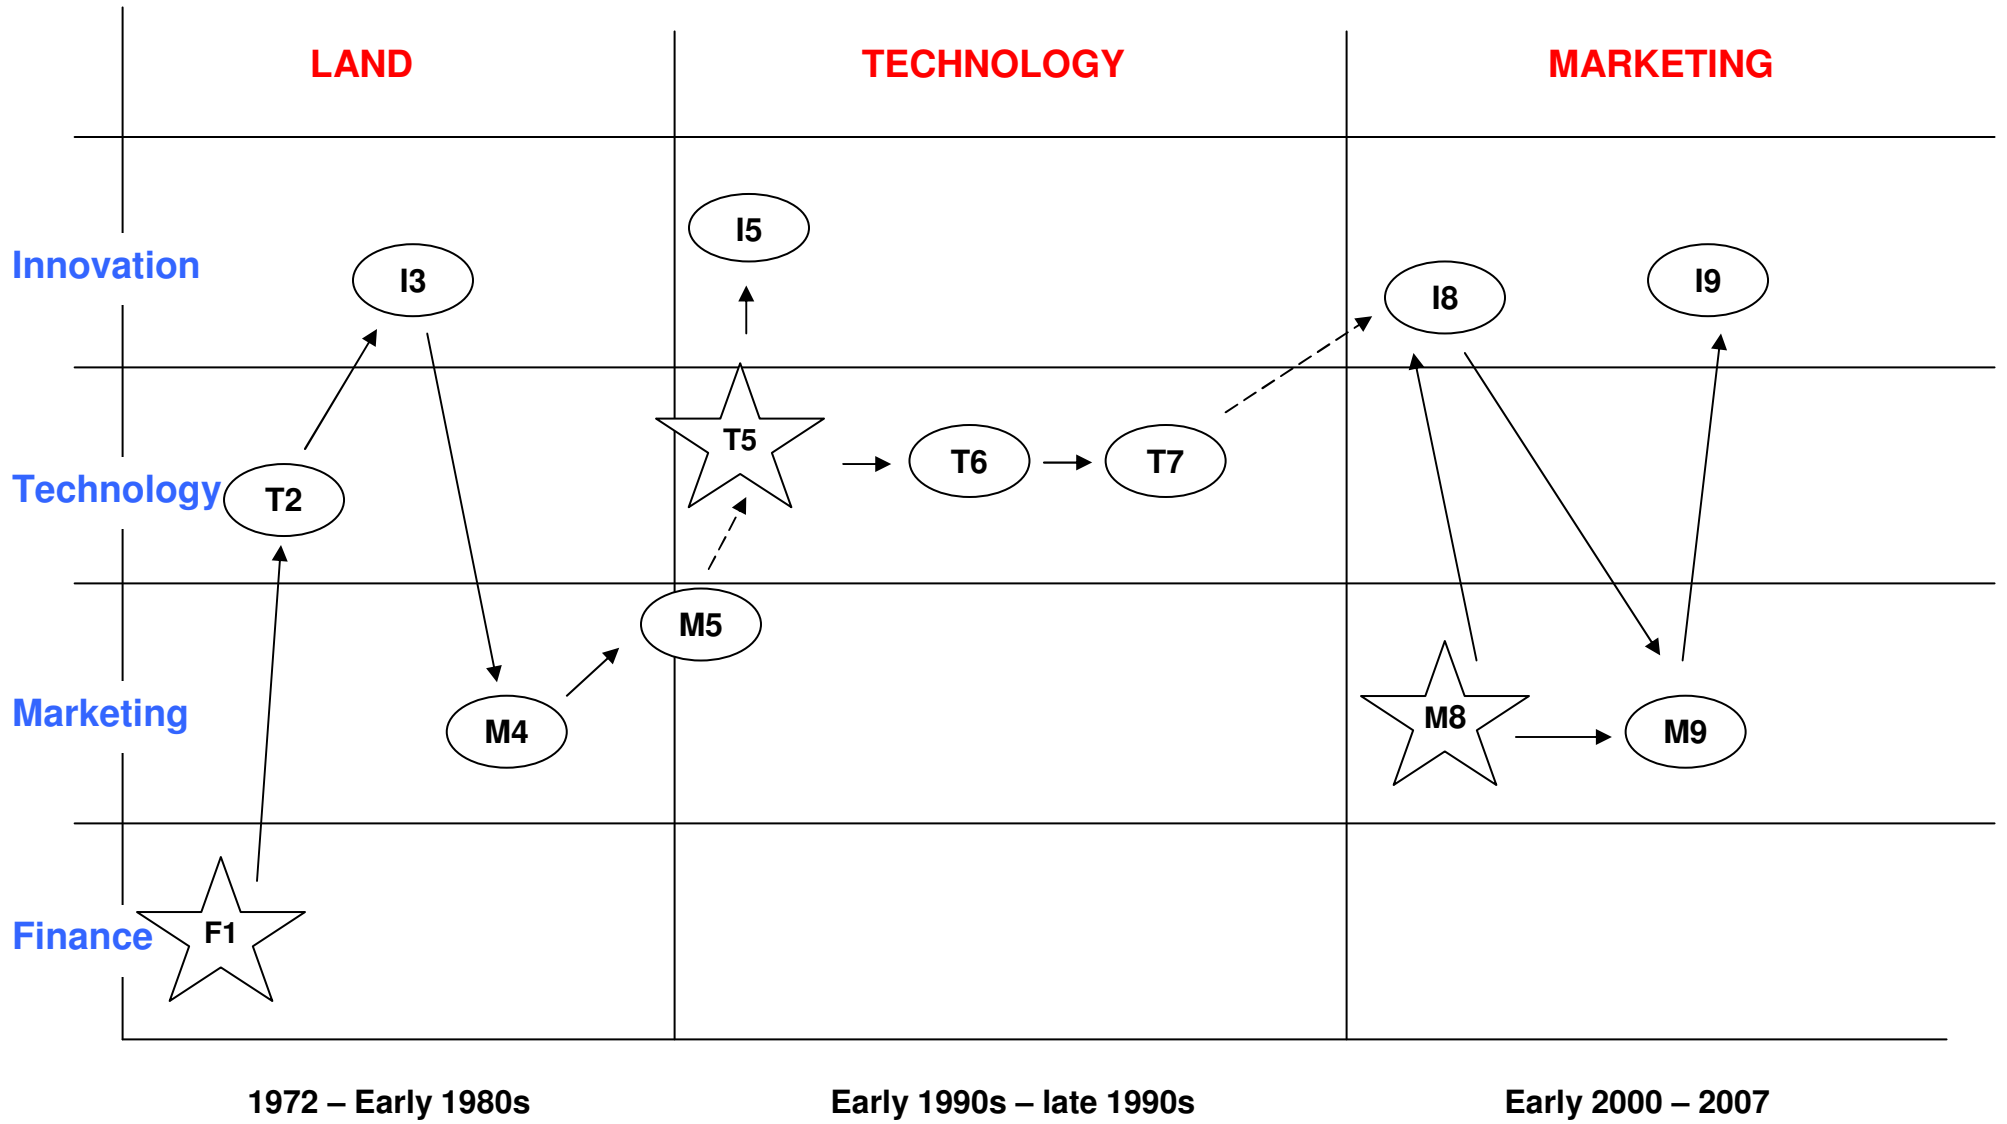 LAND
TECHNOLOGY
MARKETING
Innovation
I3
I5
I8
I9
Technology
T2
T5
T6
T7
Marketing
M4
M5
M8
M9
Finance
F1
1972 – Early 1980s
Early 1990s – late 1990s
Early 2000 – 2007